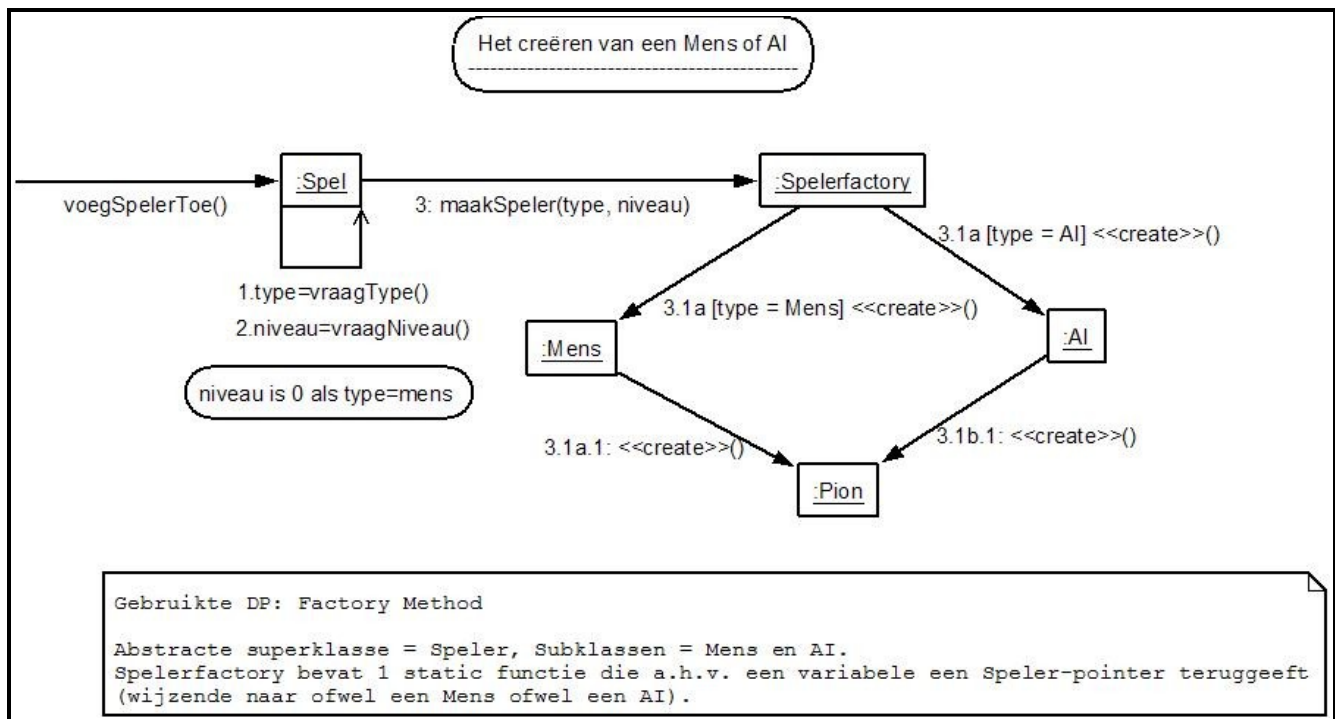 Het creëren van een Mens of AI
:Spel
:Spelerfactory
voegSpelerToe()
3: maakSpeler(type, niveau)
3.1a [type = AI] <<create>>()
1.type=vraagType()
2.niveau=vraagNiveau()
3.1a [type = Mens] <<create>>()
:Mens
:AI
niveau is 0 als type=mens
3.1a.1: <<create>>()
3.1b.1: <<create>>()
:Pion
Gebruikte DP: Factory Method
Abstracte superklasse = Speler, Subklassen = Mens en AI.
Spelerfactory bevat 1 static functie die a.h.v. een variabele een Speler-pointer teruggeeft
(wijzende naar ofwel een Mens ofwel een AI).